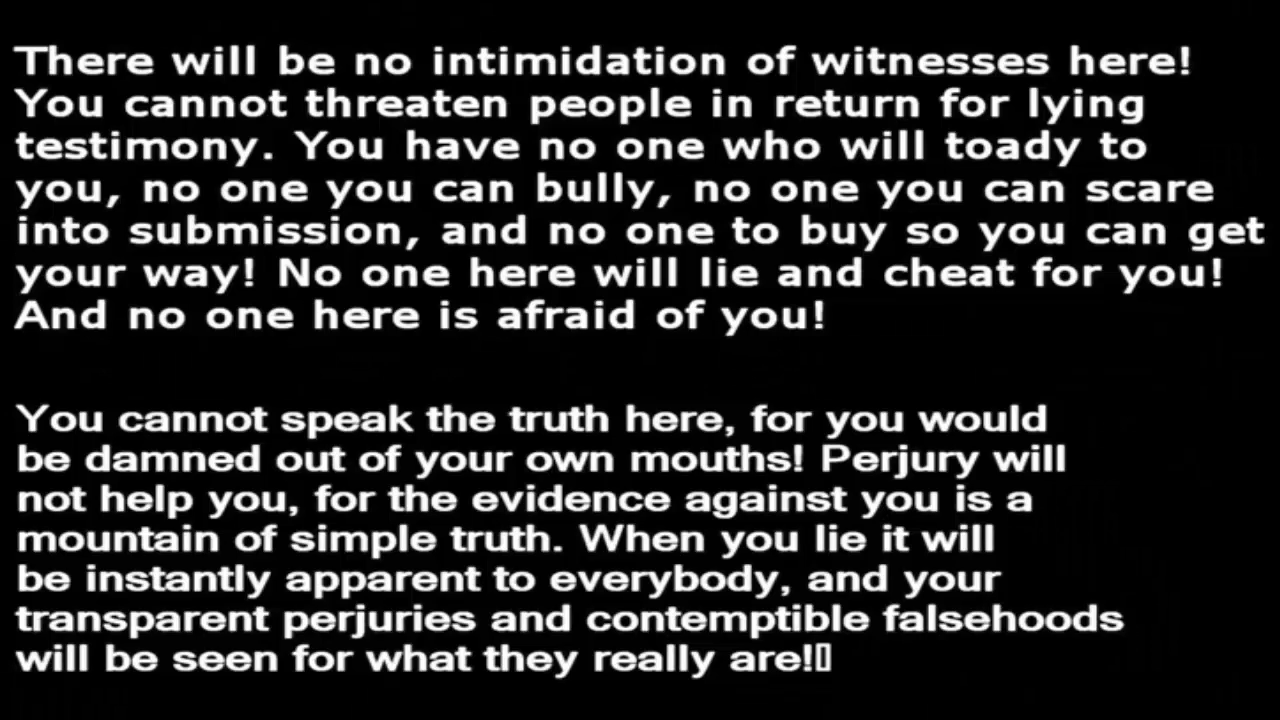 There will be no intimidation of witnesses here!
You cannot threaten people in return for lying
testimony. You have no one who will toady to
you, no one you can bully, no one you can scare
into submission, and no one to buy so you can get
your way! No one here will lie and cheat for you!
And no one here is afraid of you!
You cannot speak the truth here, for you would
be damned out of your own mouths! Perjury will
not help you, for the evidence against you is a
mountain of simple truth. When you lie it will
be instantly apparent to everybody, and your
transparent perjuries and contemptible falsehoods
will be seen for what they really are!